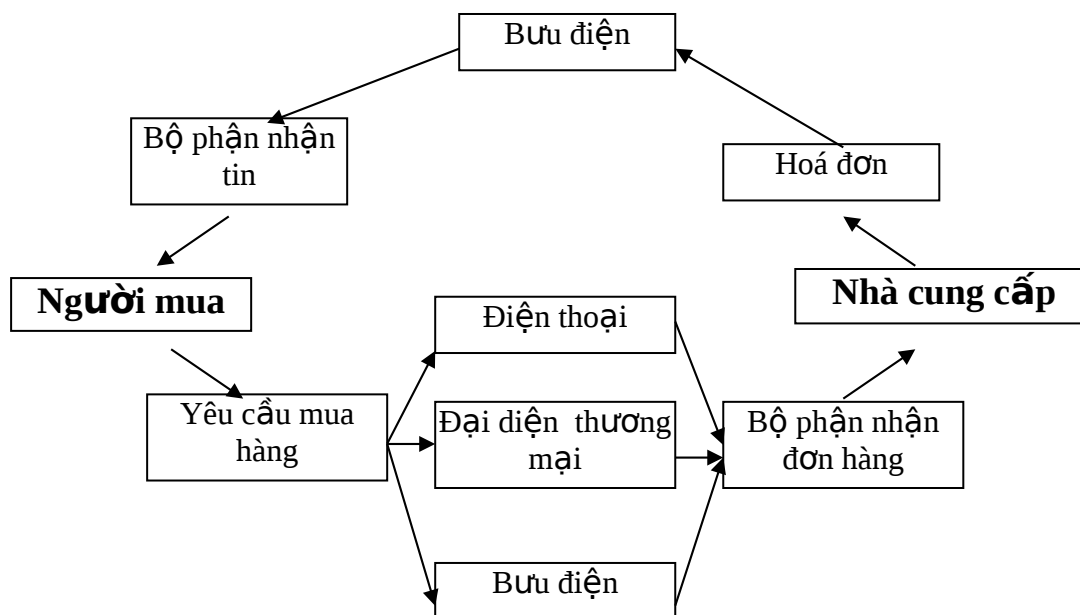 Bưu điện
Bộ phận nhận
tin
Hoá đơn
Người mua
Nhà cung cấp
Điện thoại
Yêu cầu mua
hàng
Đại diện thương
mại
Bộ phận nhận
đơn hàng
Bưu điện